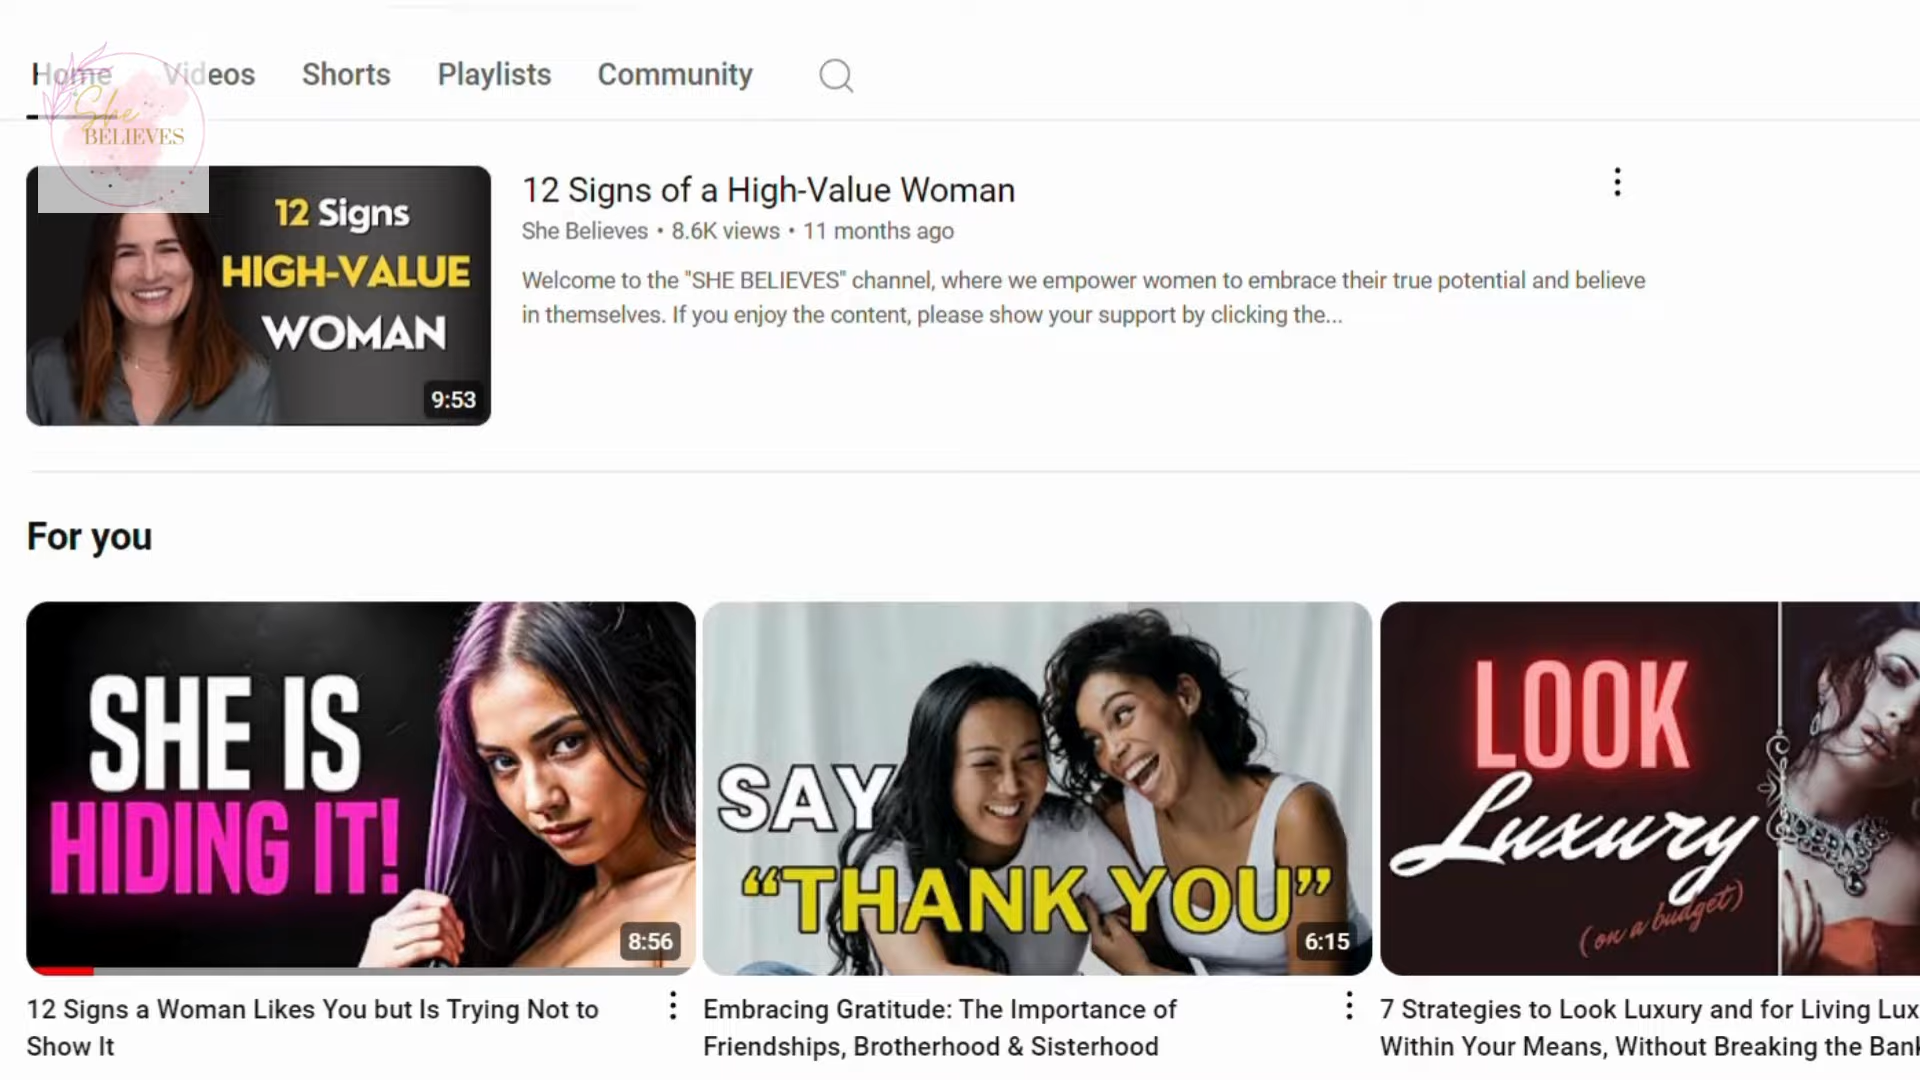 Home Videos Shorts Playlists Community
She
BELIEVES
12 Signs
HIGH-VALUE
WOMAN
9:53
12 Signs of a High-Value Woman
She Believes • 8.6K views • 11 months ago
Welcome to the "SHE BELIEVES" channel, where we empower women to embrace their true potential and believe
in themselves. If you enjoy the content, please show your support by clicking the...
For you
SHE IS
HIDING IT!
8:56
SAY
“THANK YOU”
6:15
LOOK
Luxury
(on a budget)
12 Signs a Woman Likes You but Is Trying Not to
Show It
Embracing Gratitude: The Importance of
Friendships, Brotherhood & Sisterhood
7 Strategies to Look Luxury and for Living Lux
Within Your Means, Without Breaking the Bank